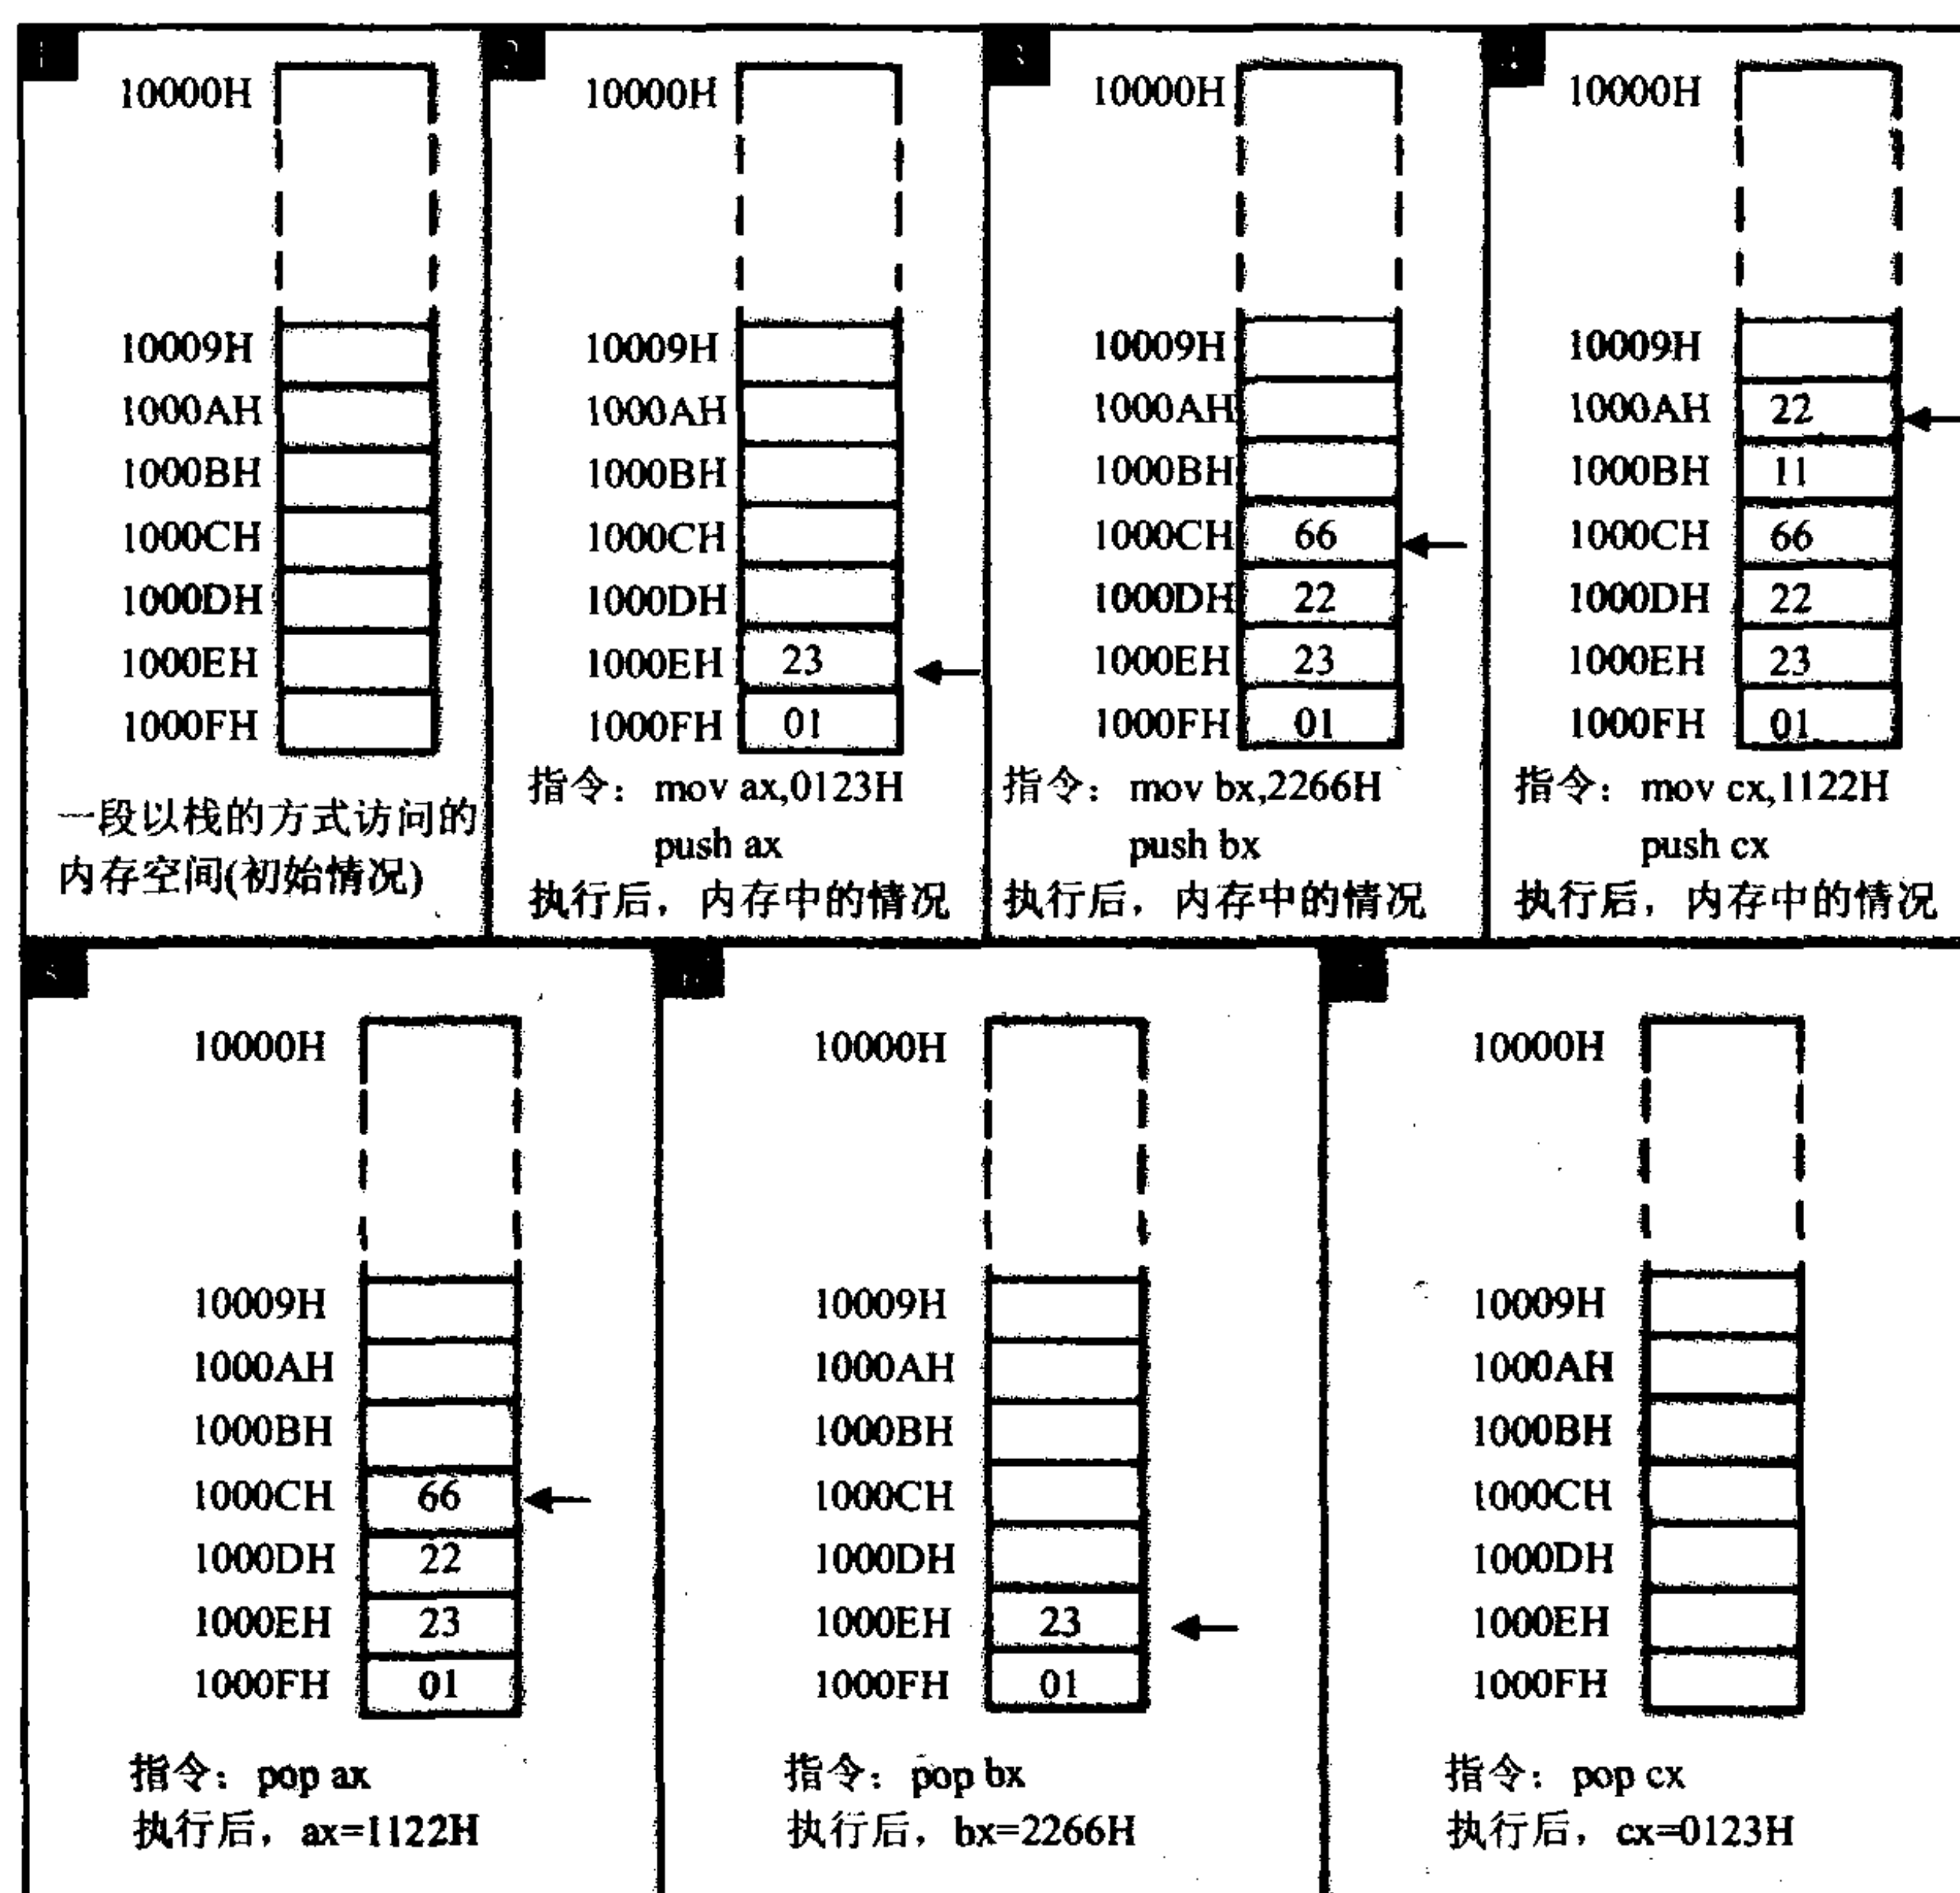 10000H
10009H
1000AH
1000BH
1000CH
1000DH
1000EH
1000FH
一段以栈的方式访问的
内存空间(初始情况)
10000H
10009H
1000AH
1000BH
1000CH
1000DH
1000EH 23
1000FH 01
指令：mov ax,0123H
push ax
执行后，内存中的情况
10000H
10009H
1000AH
1000BH
1000CH 66
1000DH 22
1000EH 23
1000FH 01
指令：mov bx,2266H
push bx
执行后，内存中的情况
10000H
10009H
1000AH 22
1000BH 11
1000CH 66
1000DH 22
1000EH 23
1000FH 01
指令：mov cx,1122H
push cx
执行后，内存中的情况
10000H
10009H
1000AH
1000BH
1000CH 66
1000DH 22
1000EH 23
1000FH 01
指令：pop ax
执行后，ax=1122H
10000H
10009H
1000AH
1000BH
1000CH
1000DH
1000EH 23
1000FH 01
指令：pop bx
执行后，bx=2266H
10000H
10009H
1000AH
1000BH
1000CH
1000DH
1000EH
1000FH
指令：pop cx
执行后，cx=0123H